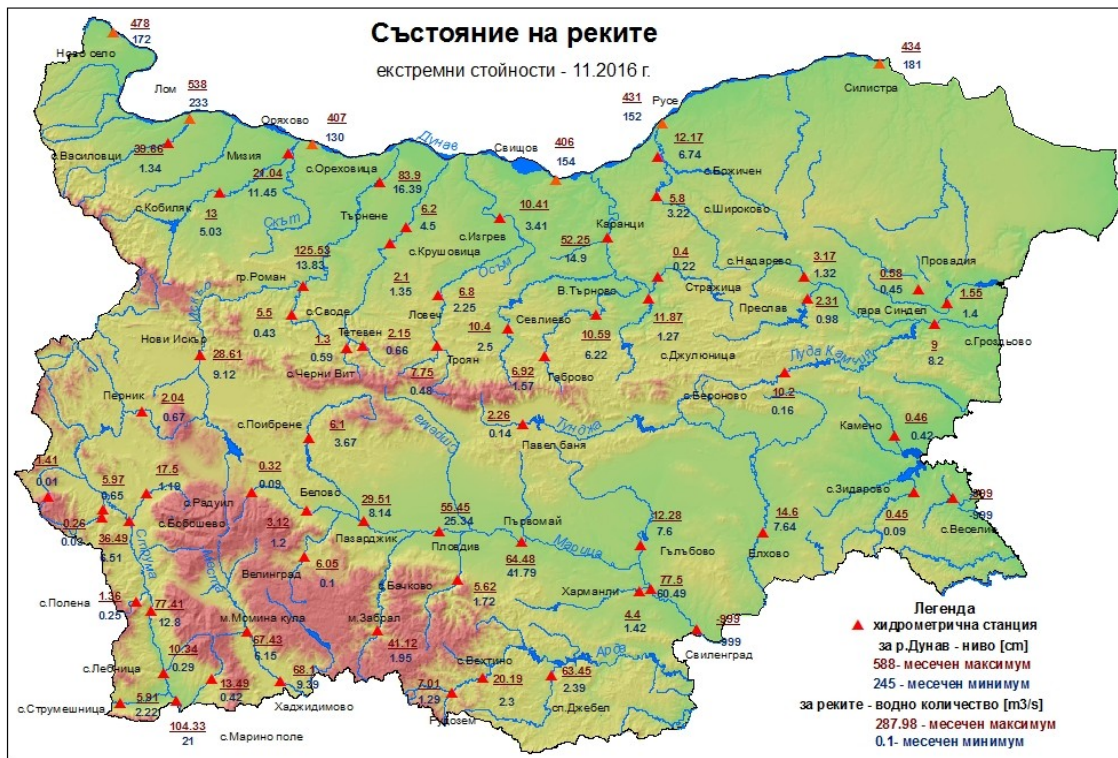 Състояние на реките
екстремни стойности - 11.2016 г.
478
172
Ново село
Лом
538
233
Оряхово
407
130
Дунав
Свищов
406
154
431
152
Русе
434
181
Силистра
с.Василовци
39.66
1.34
Мизия
21.04
11.45
с.Ореховица
83.9
16.39
12.17
6.74
с.Божичен
с.Кобиляк
13
5.03
Скът
Търнене
6.2
4.5
с.Крушовица
с.Изгрев
10.41
3.41
Каранци
52.25
14.9
5.8
3.22
с.Широково
125.53
13.83
гр.Роман
Искър
2.1
1.35
Осъм
0.4
0.22
Стражица
с.Надарево
3.17
1.32
0.58
0.45
Провадия
5.5
0.43
с.Своде
Ловеч
6.8
2.25
В.Търново
Преслав
2.31
0.98
1.55
1.4
гара Синдел
Нови Искър
28.61
9.12
1.3
0.59
Тетевен
2.15
0.66
10.4
2.5
Севлиево
10.59
6.22
11.87
1.27
с.Джулюница
9
8.2
с.Гроздьово
с.Черни Вит
7.75
0.48
Троян
6.92
1.57
Габрово
Луда Камчия
с.Бероново
10.2
0.16
Перник
2.04
0.67
с.Поибрене
6.1
3.67
Стряма
2.26
0.14
Павел баня
Тунджа
Камено
0.46
0.42
1.41
0.01
5.97
0.65
17.5
1.19
с.Радуил
0.32
0.09
Белово
29.51
8.14
Пазарджик
55.45
25.34
Пловдив
Първомай
64.48
41.79
Марица
12.28
7.6
Гълъбово
14.6
7.64
Елхово
с.Зидарово
0.45
0.09
-999
-999
с.Веселие
0.26
0.03
36.49
6.51
с.Бобошево
Струма
Места
3.12
1.2
Велинград
6.05
0.1
с.Бачково
5.62
1.72
Харманли
77.5
60.49
4.4
1.42
-999
-999
Свиленград
с.Полена
1.36
0.25
77.41
12.8
м.Момина кула
67.43
6.15
м.Забрал
41.12
1.95
Арда
с.Лебница
10.34
0.29
13.49
0.42
68.1
9.39
Хаджидимово
с.Вехтино
7.01
1.29
20.19
2.3
63.45
2.39
Рудозем
сп.Джебел
с.Струмешница
5.91
2.22
104.33
21
с.Марино поле
Легенда
хидрометрична станция
за р.Дунав - ниво [cm]
588- месечен максимум
245 - месечен минимум
за реките - водно количество [m3/s]
287.98 - месечен максимум
0.1- месечен минимум